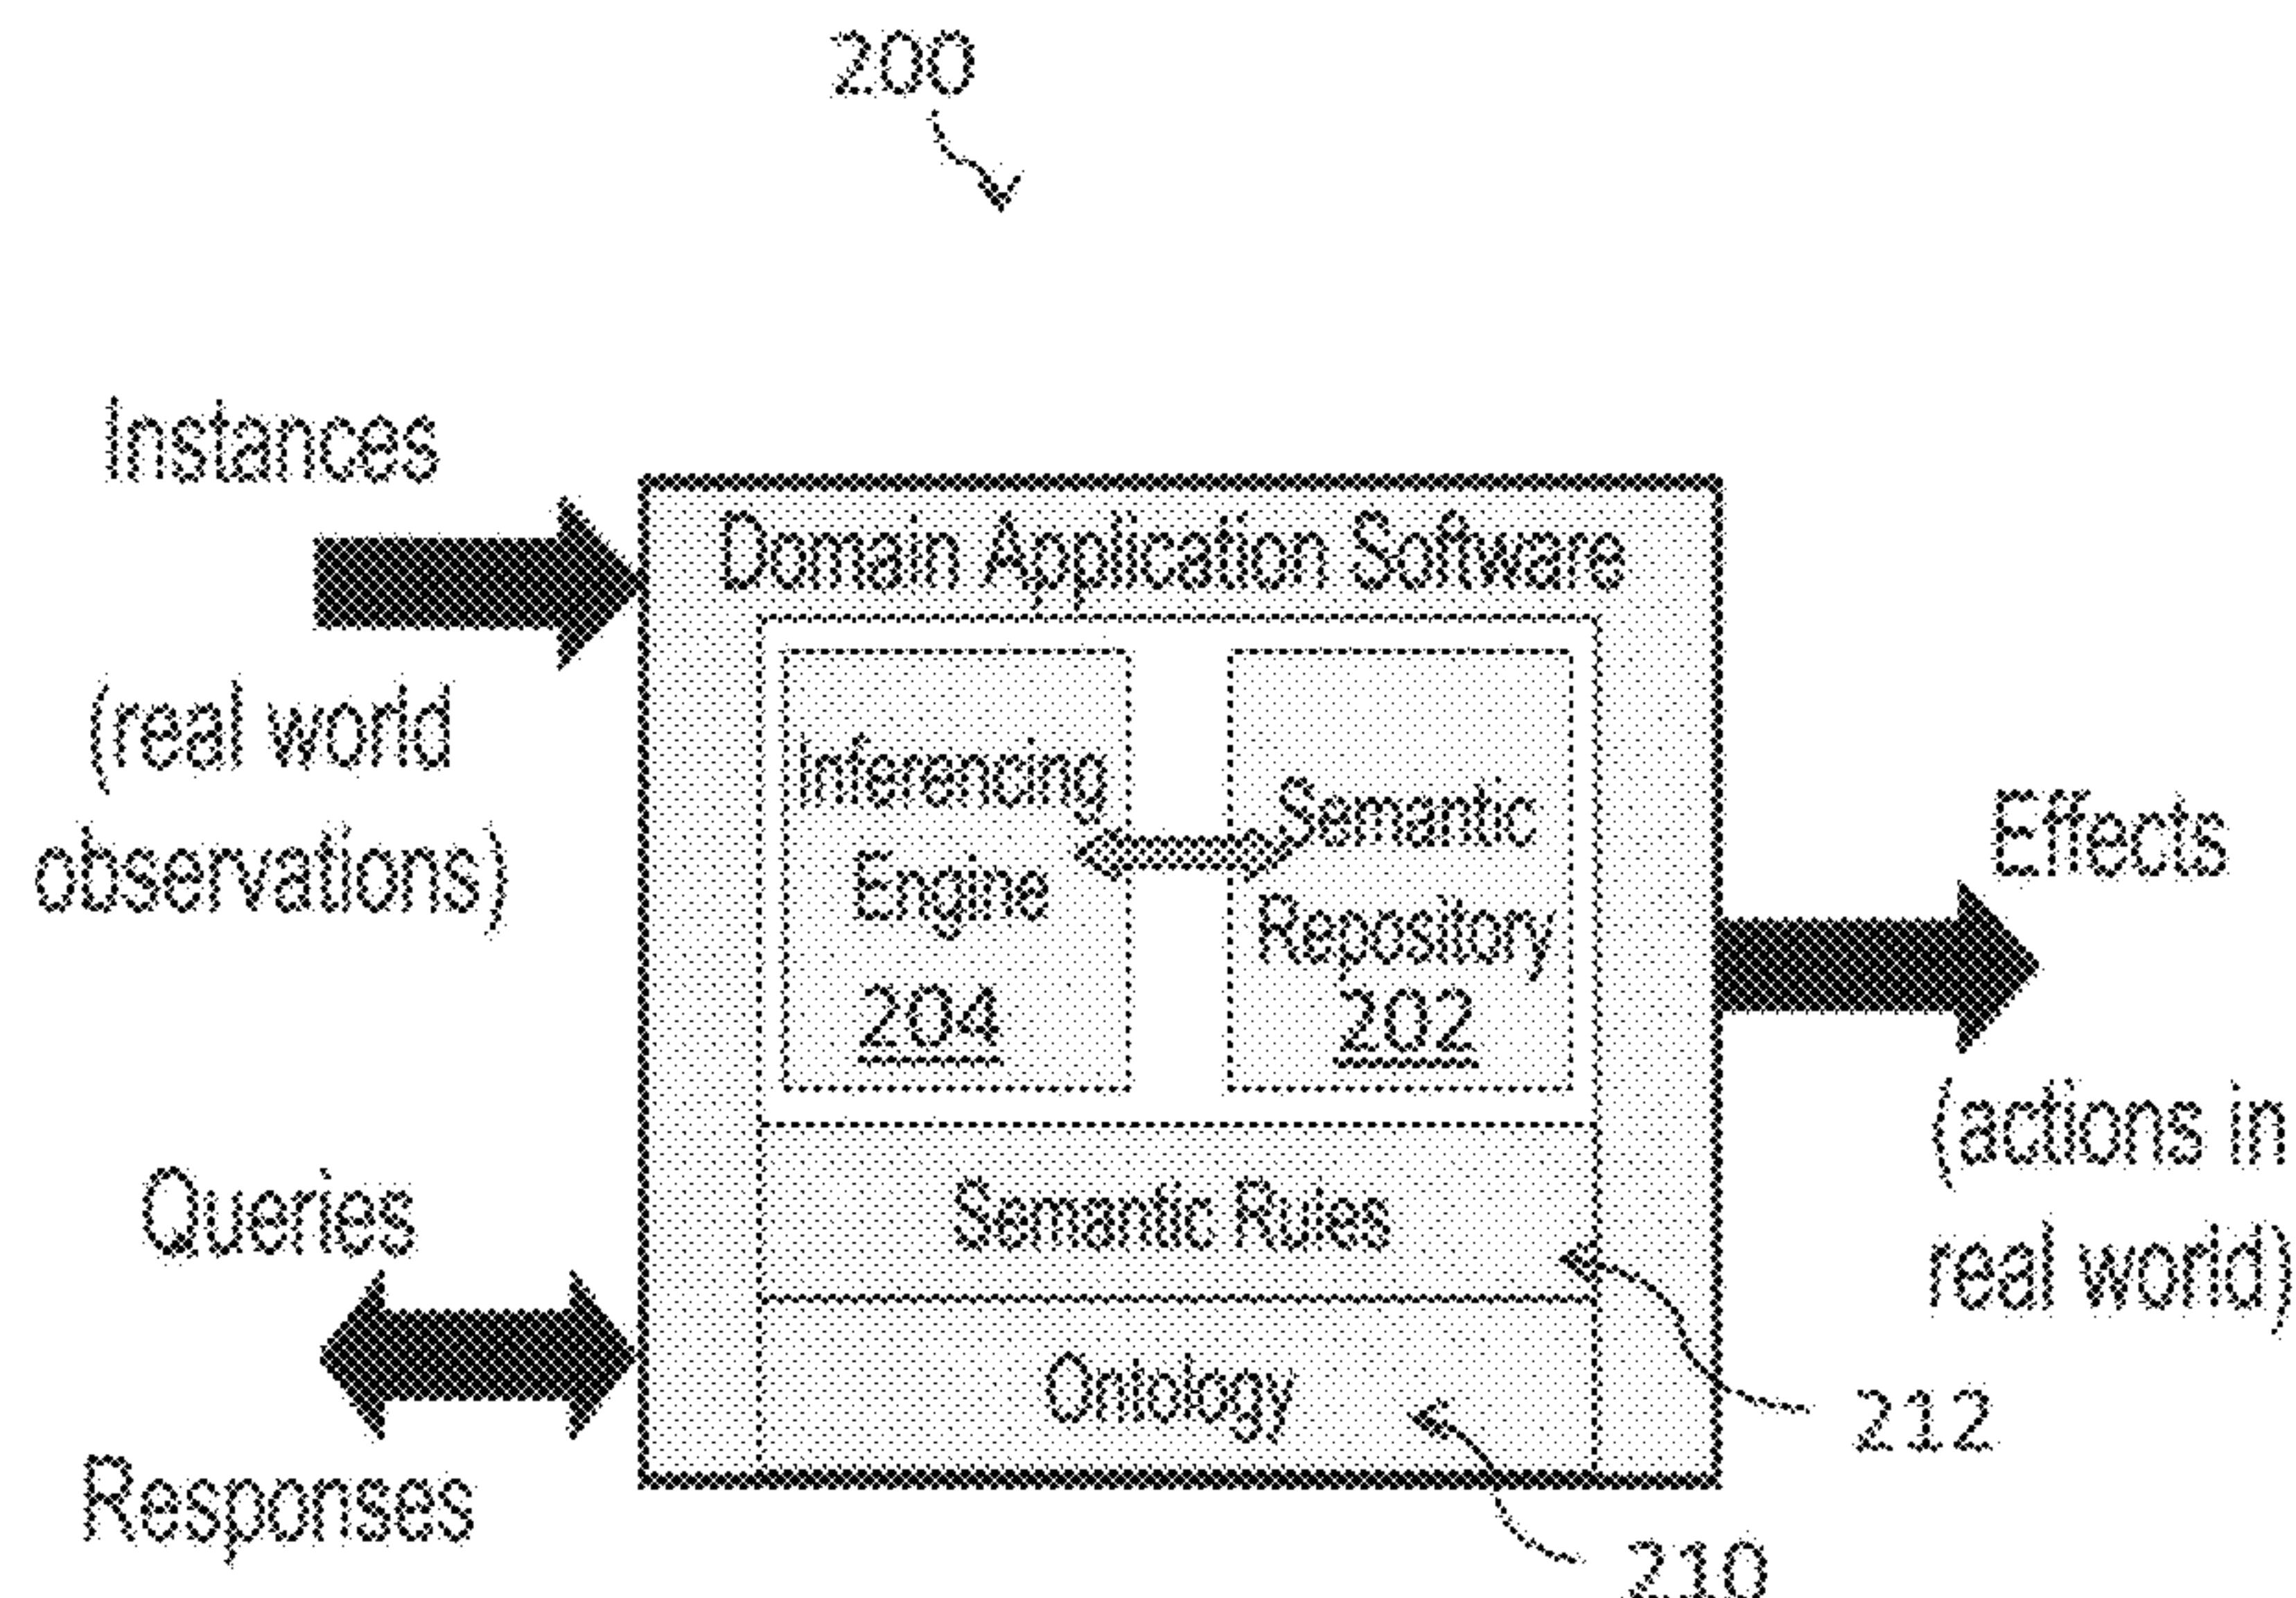 200
Instances
(real world
observations)
Queries
Responses
Domain Application Software
Inferencing
Engine
204
Semantic
Repository
202
Semantic Rules
Ontology
Effects
(actions in
real world)
212
210